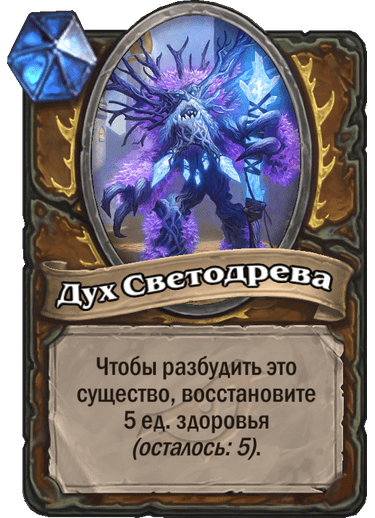 Дух Светодрева
Чтобы разбудить это
существо, восстановите
5 ед. здоровья
(осталось: 5).